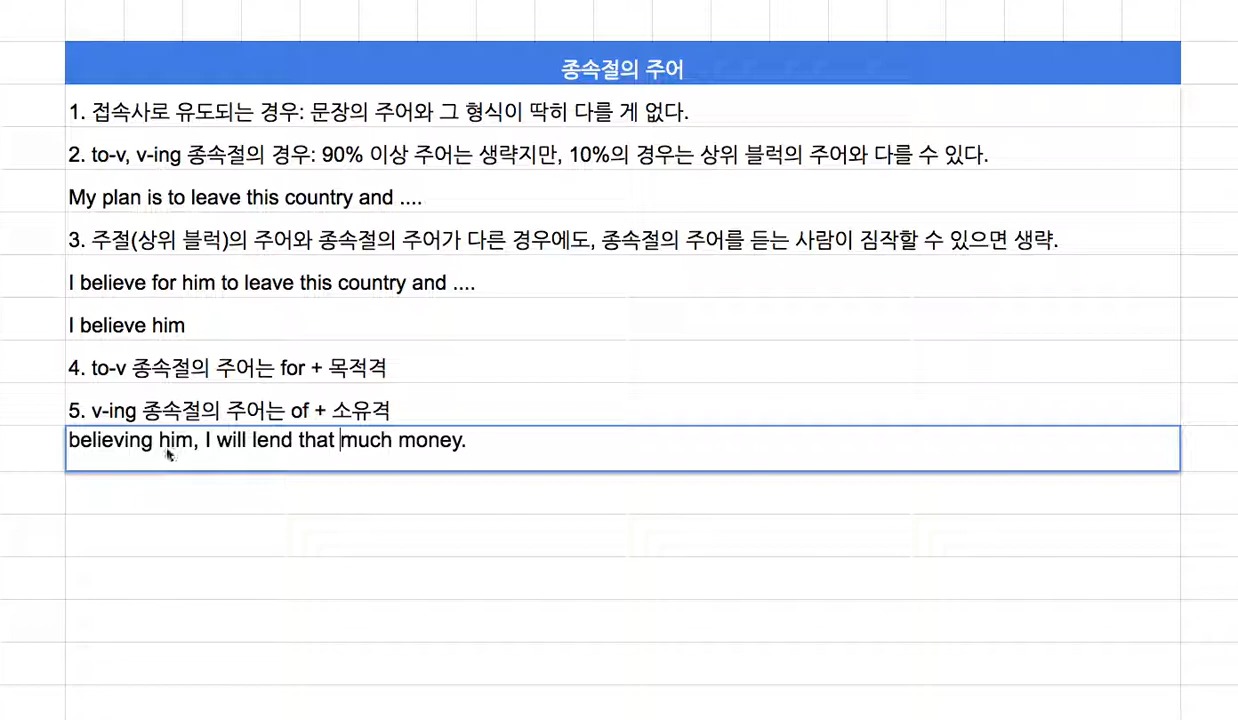 종속절의 주어
1. 접속사로 유도되는 경우: 문장의 주어와 그 형식이 딱히 다를 게 없다.
2. to-v, v-ing 종속절의 경우: 90% 이상 주어는 생략지만, 10%의 경우는 상위 블럭의 주어와 다를 수 있다.
My plan is to leave this country and ....
3. 주절(상위 블럭)의 주어와 종속절의 주어가 다른 경우에도, 종속절의 주어를 듣는 사람이 짐작할 수 있으면 생략.
I believe for him to leave this country and ....
I believe him
4. to-v 종속절의 주어는 for + 목적격
5. v-ing 종속절의 주어는 of + 소유격
believing him, I will lend that much money.